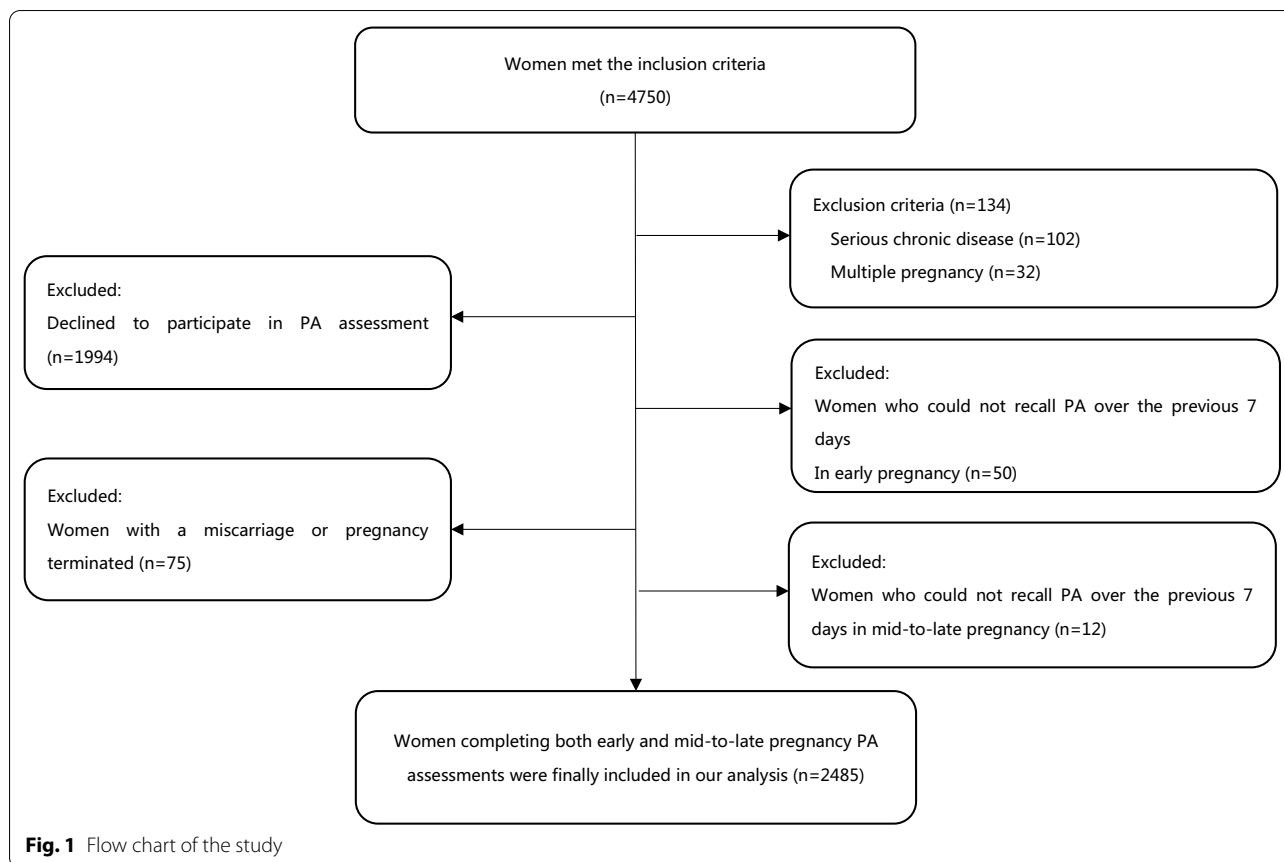 Women met the inclusion criteria
(n=4750)
Exclusion criteria (n=134)
Serious chronic disease (n=102)
Multiple pregnancy (n=32)
Excluded:
Declined to participate in PA assessment
(n=1994)
Excluded:
Women who could not recall PA over the previous 7
days
In early pregnancy (n=50)
Excluded:
Women with a miscarriage or pregnancy
terminated (n=75)
Excluded:
Women who could not recall PA over the previous 7
days in mid-to-late pregnancy (n=12)
Women completing both early and mid-to-late pregnancy PA
assessments were finally included in our analysis (n=2485)
Fig. 1 Flow chart of the study